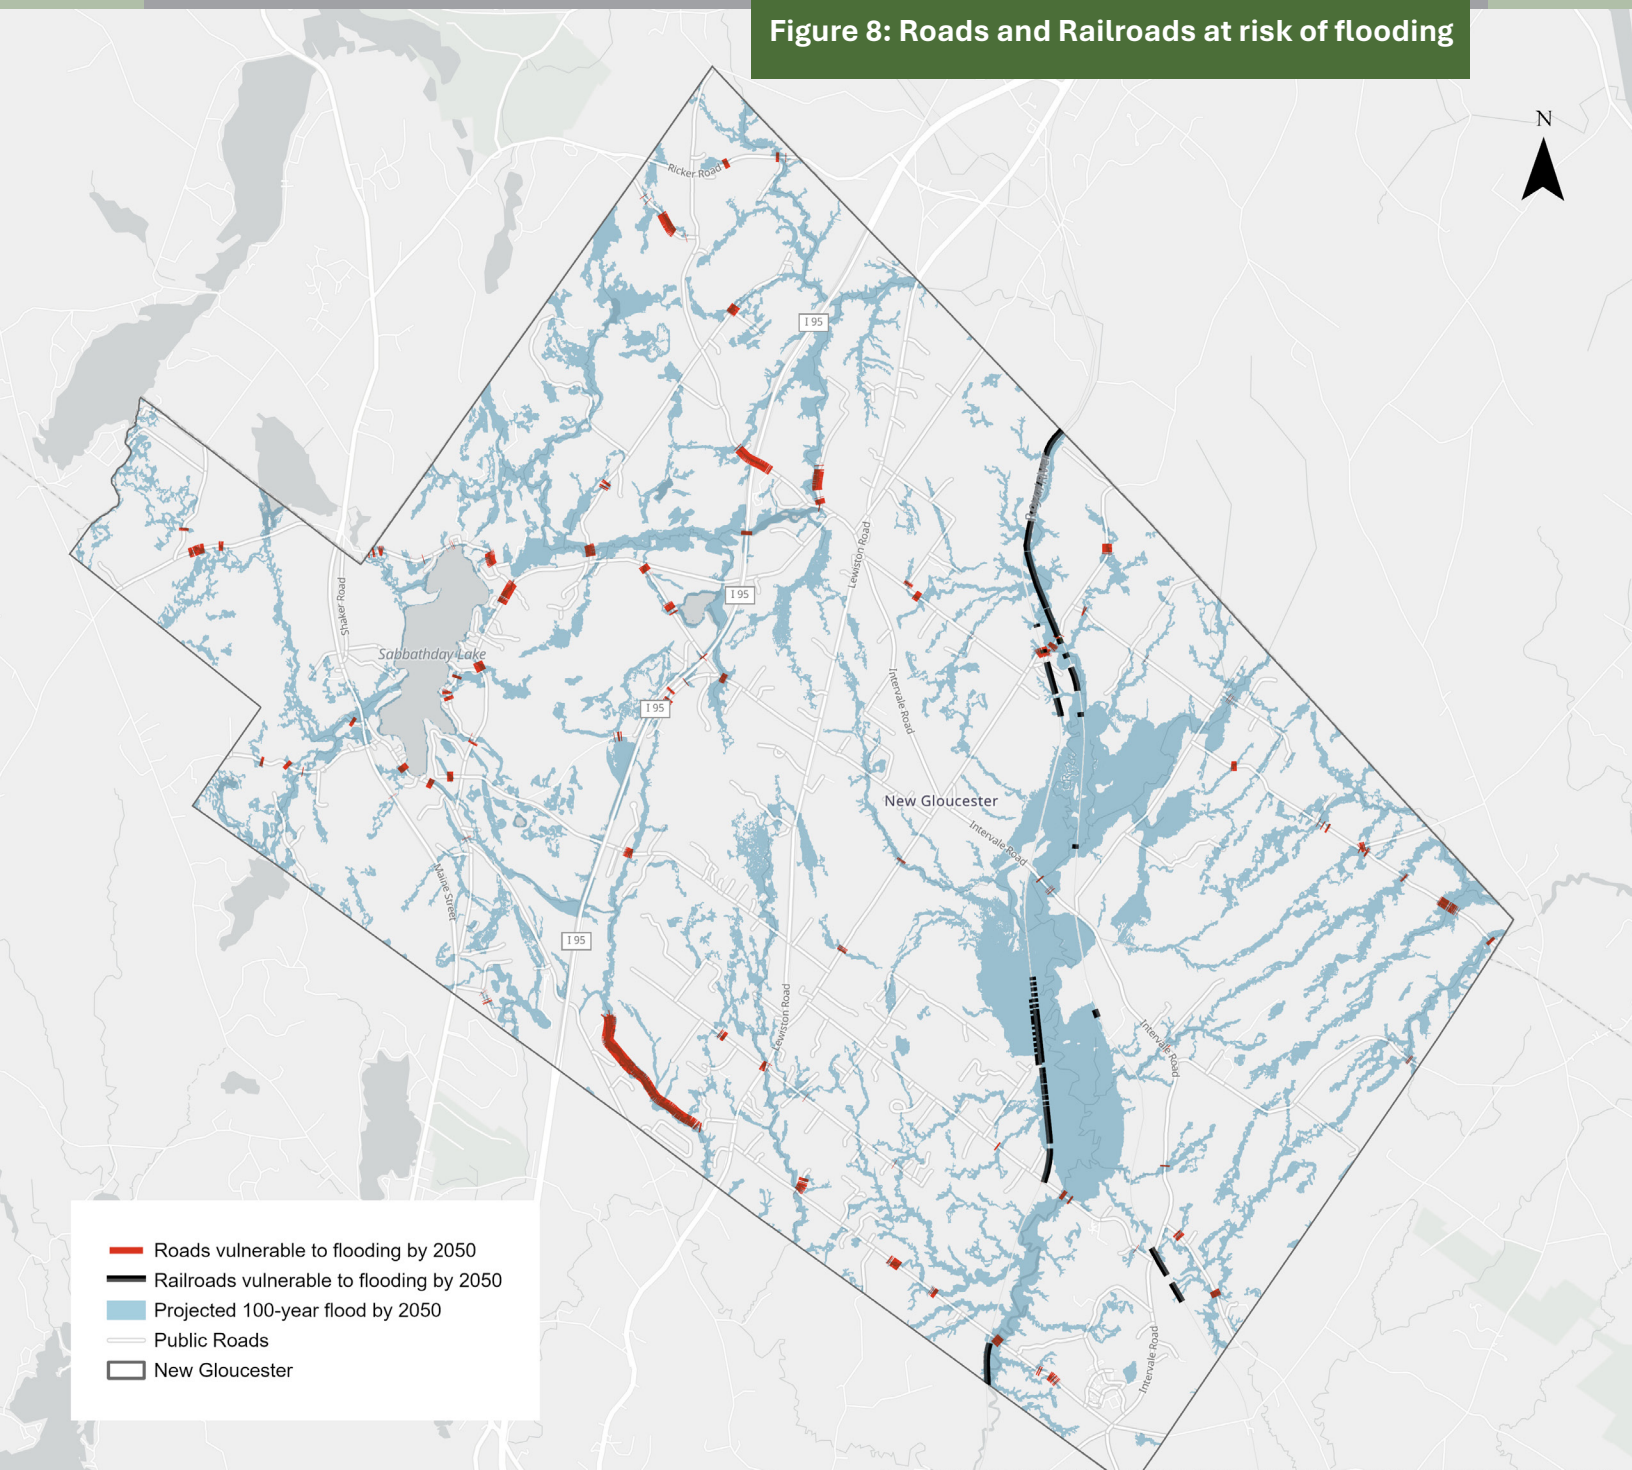 Figure 8: Roads and Railroads at risk of flooding
N
Ricker Road
I 95
Lewiston Road
Shaker Road
I 95
Sabbathday Lake
Intervale Road
I 95
New Gloucester
Intervale Road
Maine Street
I 95
Lewiston Road
Intervale Road
Intervale Road
Roads vulnerable to flooding by 2050
Railroads vulnerable to flooding by 2050
Projected 100-year flood by 2050
Public Roads
New Gloucester